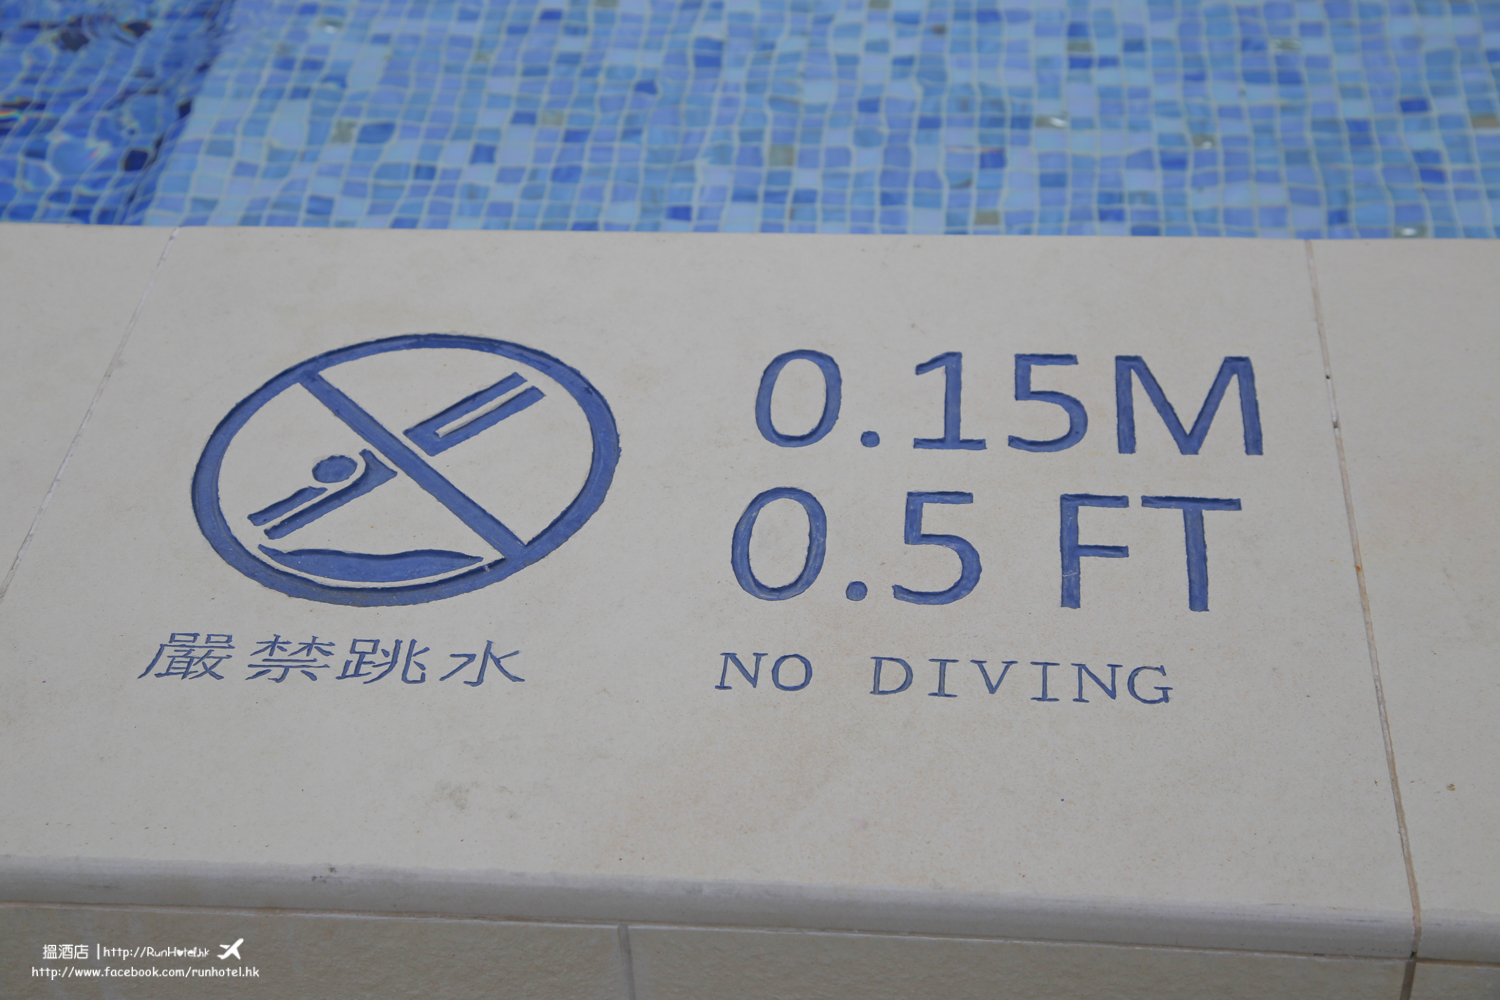 0.15M
0.5 FT
嚴禁跳水
NO DIVING
搵酒店 | http://RunHotel.hk
http://www.facebook.com/runhotel.hk